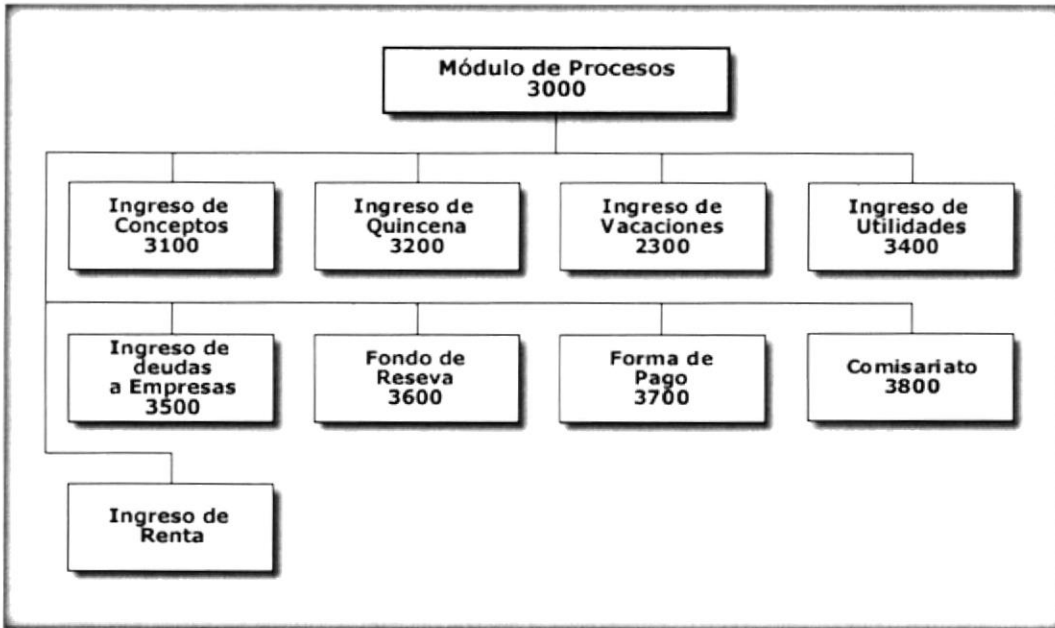 Módulo de Procesos
3000
Ingreso de
Conceptos
3100
Ingreso de
Quincena
3200
Ingreso de
Vacaciones
2300
Ingreso de
Utilidades
3400
Ingreso de
deudas
a Empresas
3500
Fondo de
Reseva
3600
Forma de
Pago
3700
Comisariato
3800
Ingreso de
Renta